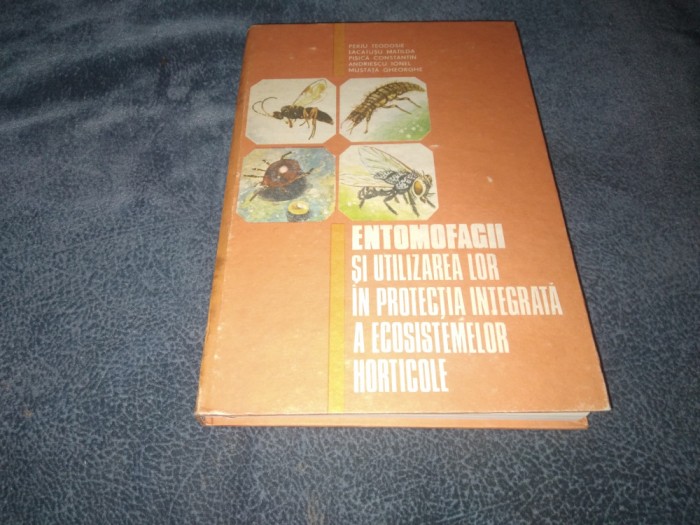 PERJU TEODOSIE
LĂCĂTUȘU MATILDA
PISICĂ CONSTANTIN
ANDRIESCU IONEL
MUSTAȚĂ GHEORGHE
ENTOMOFAGII
ȘI UTILIZAREA LOR
ÎN PROTECȚIA INTEGRATĂ
A ECOSISTEMELOR
HORTICOLE